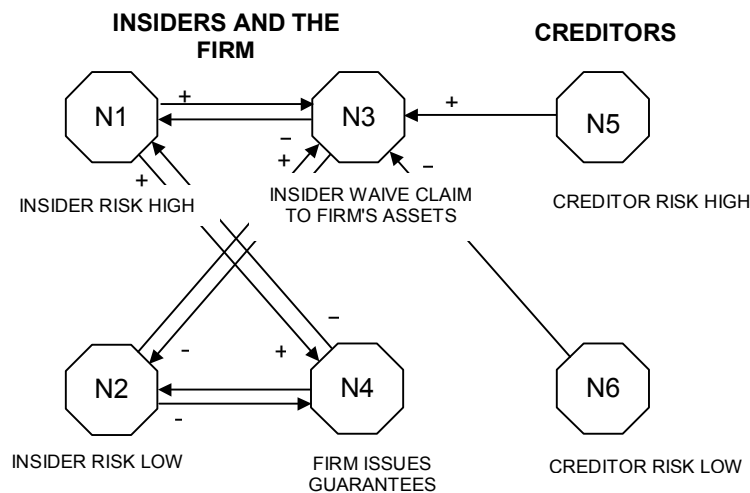 INSIDERS AND THE
FIRM
CREDITORS
N1
+
–
N3
+
N5
+
+
–
INSIDER RISK HIGH
INSIDER WAIVE CLAIM
TO FIRM'S ASSETS
CREDITOR RISK HIGH
–
-
+
N2
-
N4
N6
INSIDER RISK LOW
FIRM ISSUES
GUARANTEES
CREDITOR RISK LOW